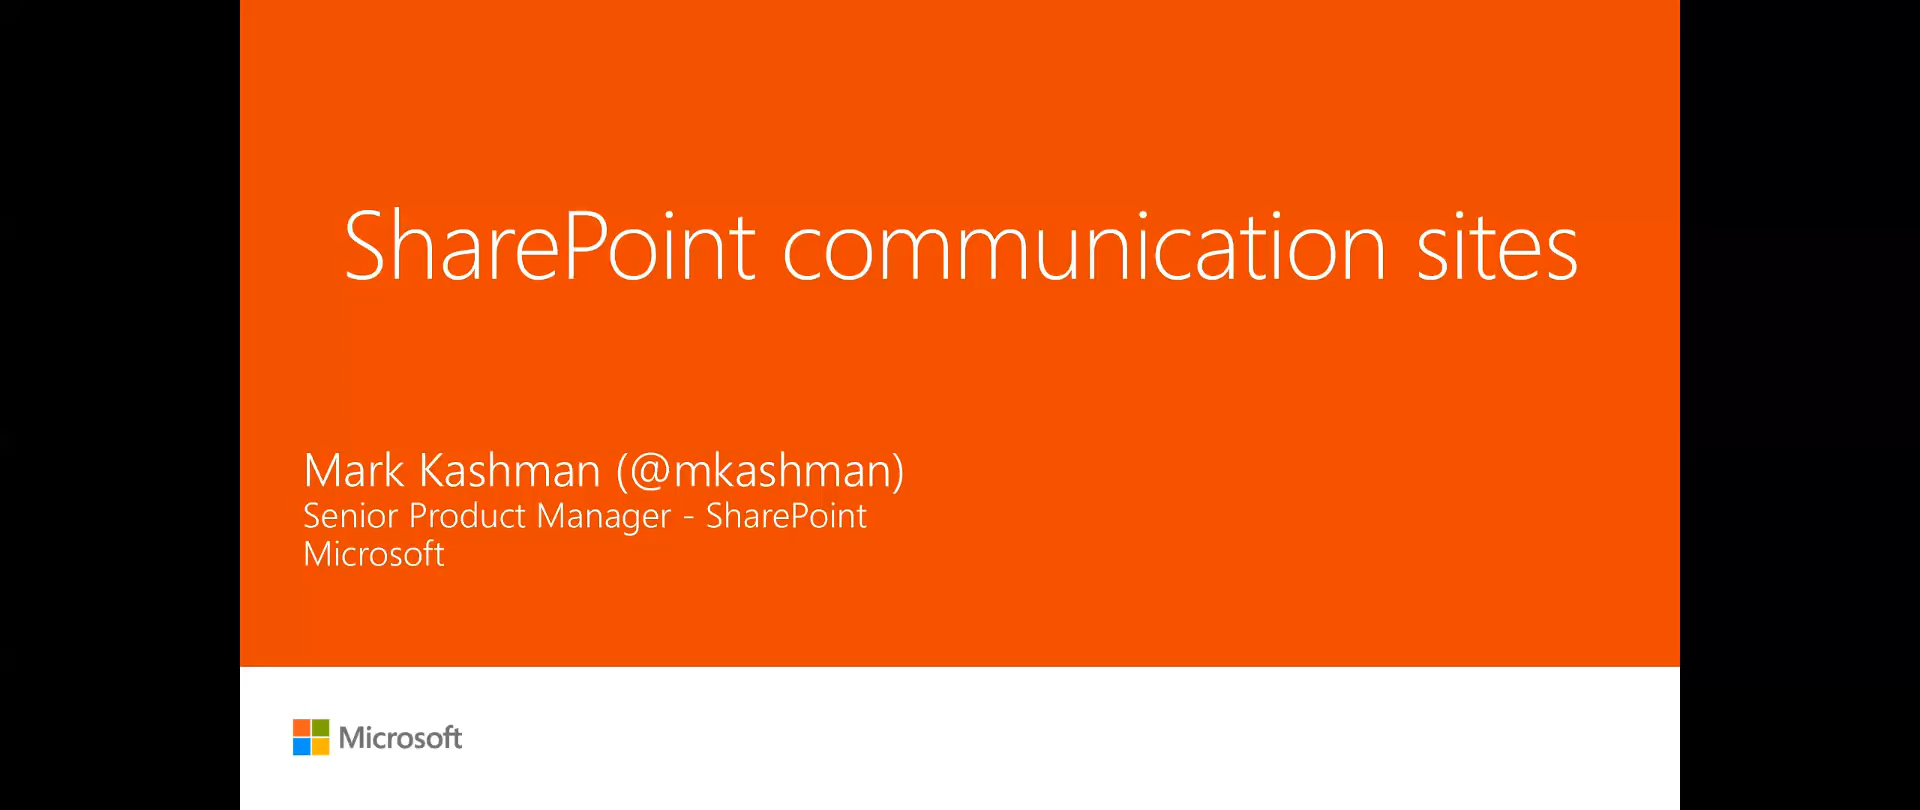 SharePoint communication sites
Mark Kashman (@mkashman)
Senior Product Manager - SharePoint
Microsoft
Microsoft